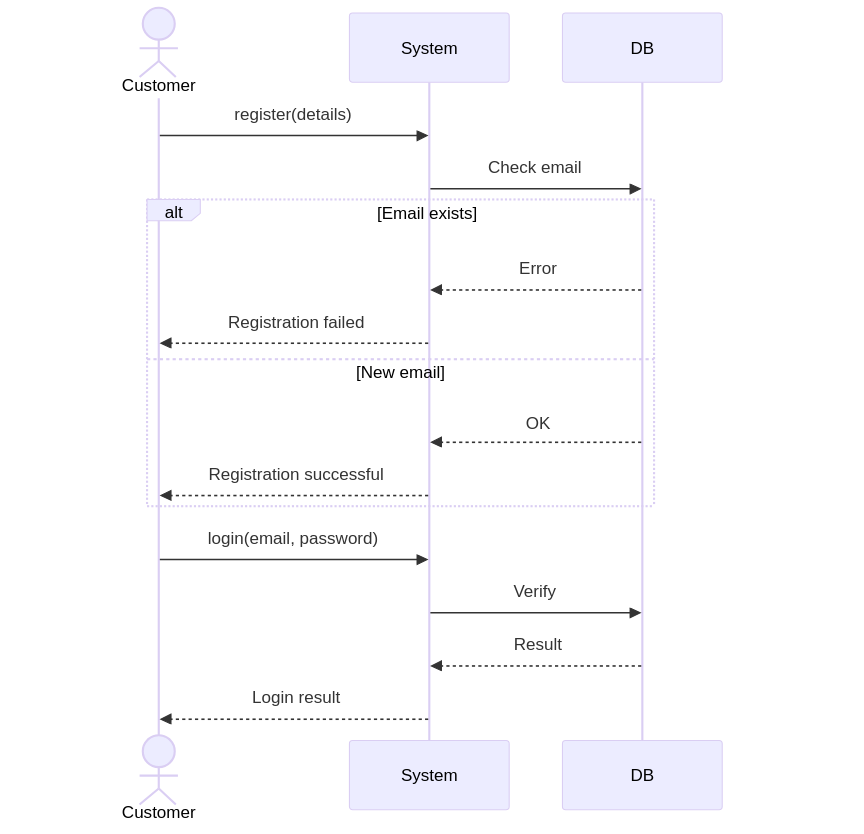 Customer
System
DB
register(details)
Check email
alt
[Email exists]
Error
Registration failed
[New email]
OK
Registration successful
login(email, password)
Verify
Result
Login result
Customer
System
DB